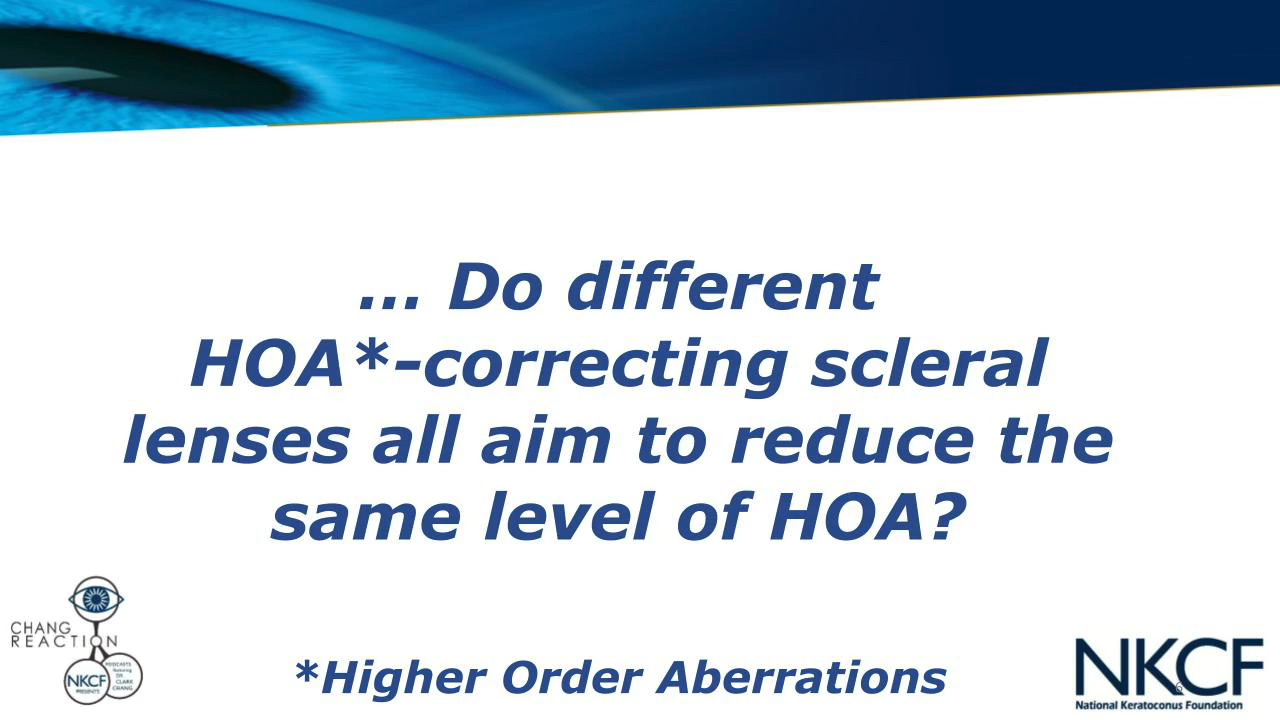 ... Do different
HOA*-correcting scleral
lenses all aim to reduce the
same level of HOA?
CHANG
REACTION
NKCF
PRESENTS
PODCASTS
featuring
DR
CLARK
CHANG
*Higher Order Aberrations
NKCF
6
National Keratoconus Foundation